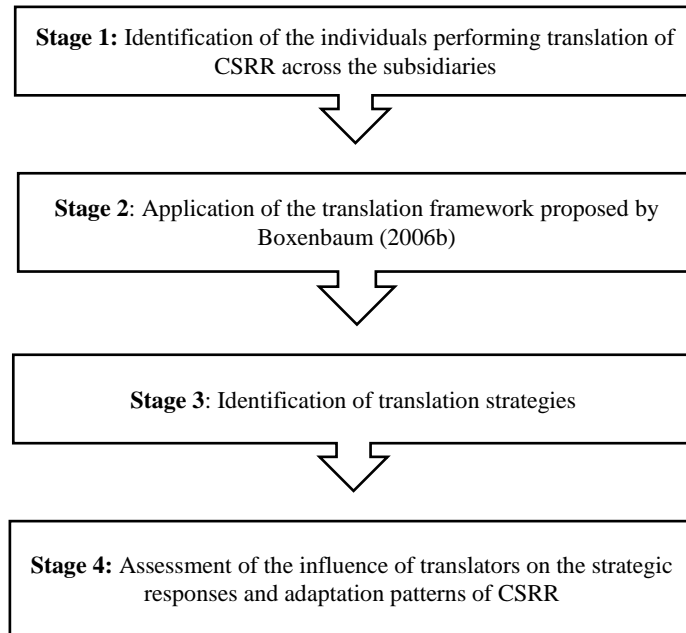 Stage 1: Identification of the individuals performing translation of
CSRR across the subsidiaries
Stage 2: Application of the translation framework proposed by
Boxenbaum (2006b)
Stage 3: Identification of translation strategies
Stage 4: Assessment of the influence of translators on the strategic
responses and adaptation patterns of CSRR